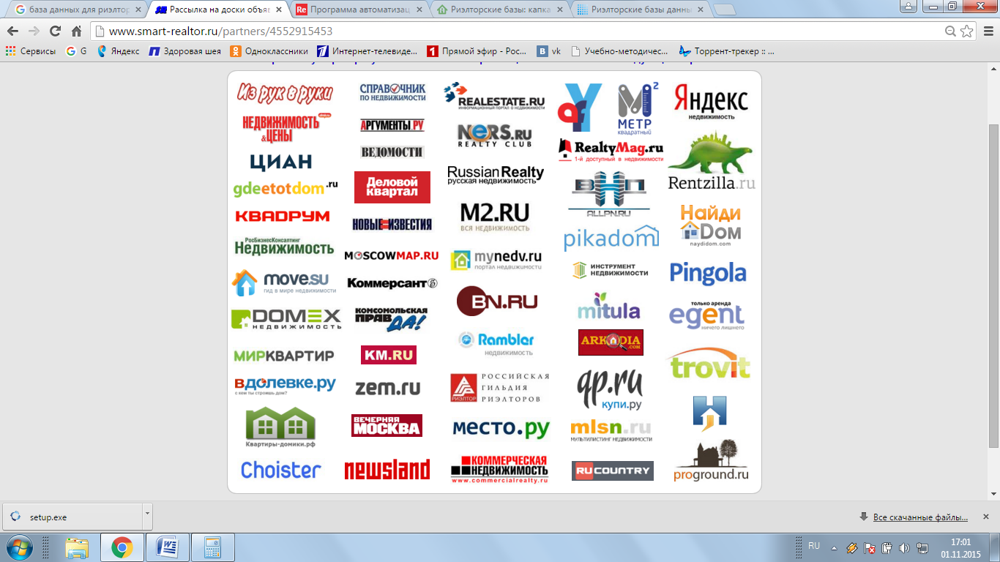 база данных для риэлтор
Рассылка на доски объяв
Программа автоматизац
Риэлторские базы: капка
Риэлторские базы даннь
www.smart-realtor.ru/partners/4552915453
Сервисы
G
Яндекс
Здоровая шея
Одноклассники
Интернет-телевиде...
Прямой эфир - Рос...
vk
Учебно-методичес...
Торрент-трекер :: ...
Из рук в руки
НЕДВИЖИМОСТЬ
&ЦЕНЫ
ЦИАН
gdeetotdom.ru
КВАДРУМ
РосБизнесКонсалтинг
Недвижимость
move.su
гид в мире недвижимости
DOMEX
НЕДВИЖИМОСТЬ
МИРКВАРТИР
вдолевке.ру
с кем ты строишь дом?
Квартиры-домики.рф
Choister
СПРАВОЧНИК
ПО НЕДВИЖИМОСТИ
АРГУМЕНТЫ.РУ
ВЕДОМОСТИ
Деловой
квартал
НОВЫЕ ИЗВЕСТИЯ
MOSCOWMAP.RU
Коммерсантъ
КОМСОМОЛЬСКАЯ
ПРАВДА!
KM.RU
zem.ru
ВЕЧЕРНЯЯ
МОСКВА
newsland
REALESTATE.RU
ИНФОРМАЦИОННЫЙ ПОРТАЛ О НЕДВИЖИМОСТИ
NERS.RU
REALTY CLUB
RussianRealty
русская недвижимость
M2.RU
ВСЯ НЕДВИЖИМОСТЬ
mynedv.ru
портал недвижимости
BN.RU
Rambler
недвижимость
РИЭЛТОР
РОССИЙСКАЯ
ГИЛЬДИЯ
РИЭЛТОРОВ
место.ру
КОММЕРЧЕСКАЯ
НЕДВИЖИМОСТЬ
www.commercialrealty.ru
afY
М2
МЕТР
квадратный
RealtyMag.ru
1-й доступный в недвижимости
ВНП
ALLPN.RU
pikadom
ИНСТРУМЕНТ
НЕДВИЖИМОСТИ
mitula
ARKADIA
.COM
qp.ru
купи.ру
mlsn.ru
МУЛЬТИЛИСТИНГ НЕДВИЖИМОСТИ
RUCOUNTRY
Яндекс
недвижимость
Rentzilla.ru
Найди
Дом
naydidom.com
Pingola
только аренда
egent
ничего лишнего
trovit
proground.ru
setup.exe
Все скачанные файлы...
RU
17:01
01.11.2015